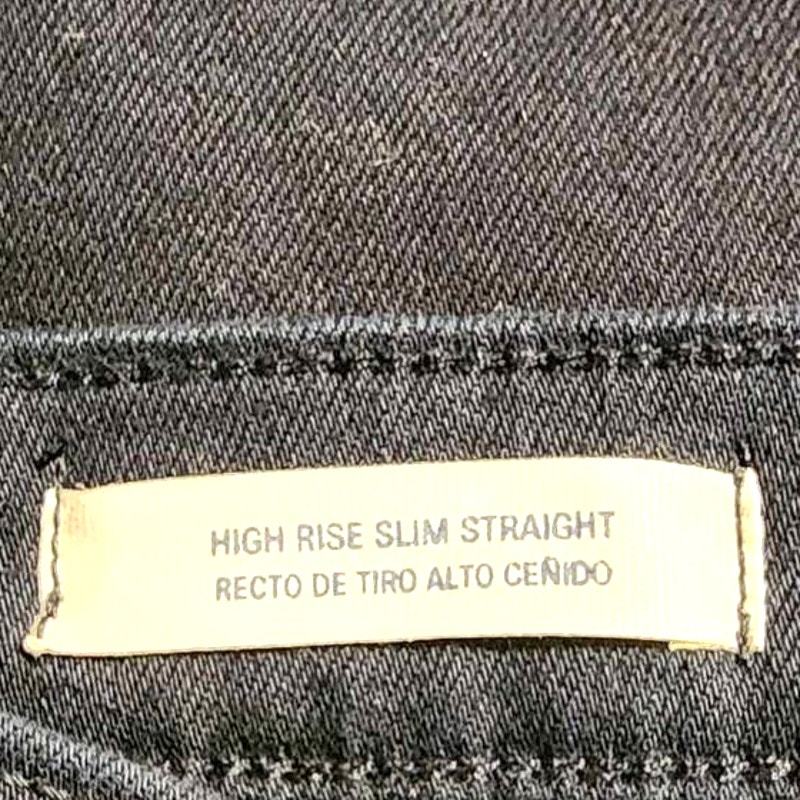 HIGH RISE SLIM STRAIGHT
RECTO DE TIRO ALTO CEÑIDO